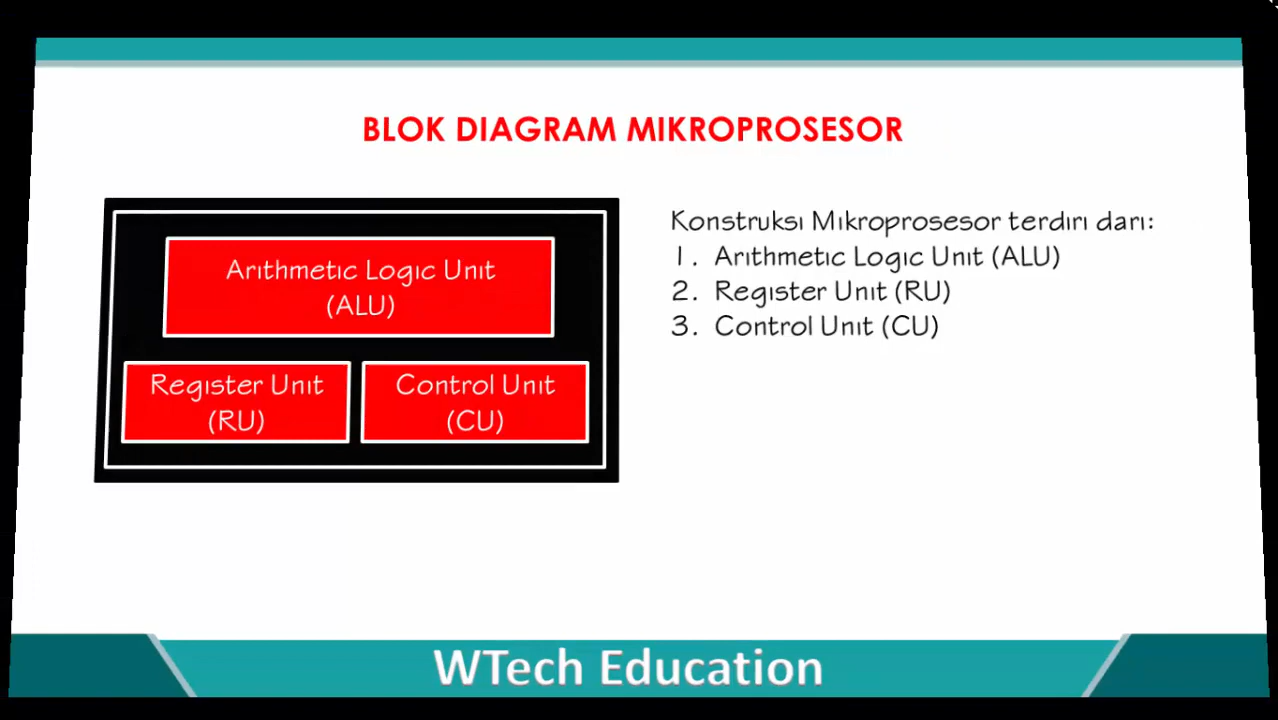 BLOK DIAGRAM MIKROPROSESOR
Arithmetic Logic Unit
(ALU)
Register Unit
(RU)
Control Unit
(CU)
Konstruksi Mikroprosesor terdiri dari:
1. Arithmetic Logic Unit (ALU)
2. Register Unit (RU)
3. Control Unit (CU)
WTech Education